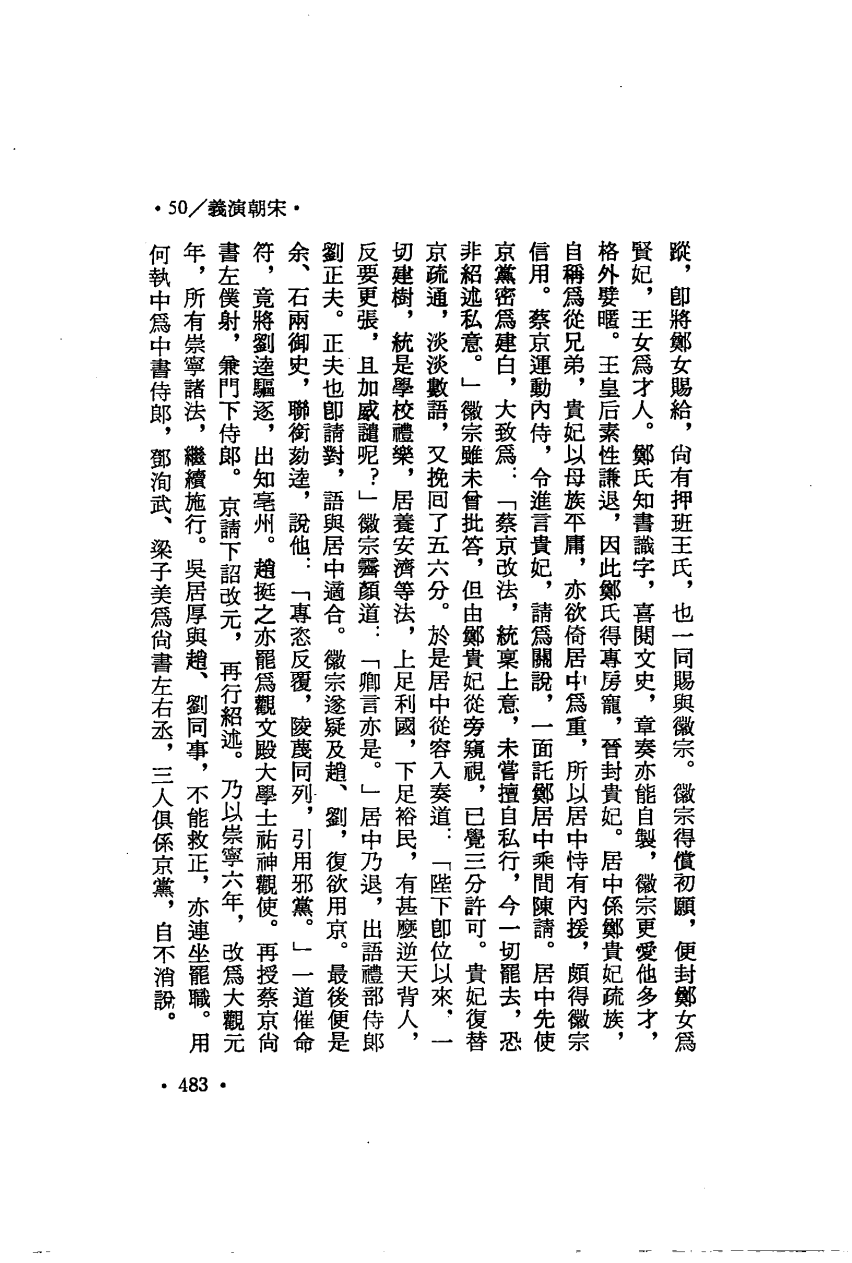 •50/義演朝宋•
蹤，卽將鄭女賜給，尙有押班王氏，也一同賜與徽宗。徽宗得償初願，便封鄭女爲
賢妃，王女爲才人。鄭氏知書識字，喜閱文史，章奏亦能自製，徽宗更愛他多才，
格外嬖暱。王皇后素性謙退，因此鄭氏得專房寵，晉封貴妃。居中係鄭貴妃疏族，
自稱爲從兄弟，貴妃以母族平庸，亦欲倚居中爲重，所以居中恃有內援，頗得徽宗
信用。蔡京運動內侍，令進言貴妃，請爲關說，一面託鄭居中乘間陳請。居中先使
京黨密爲建白，大致爲：「蔡京改法，統稟上意，未嘗擅自私行，今一切罷去，恐
非紹述私意。」徽宗雖未曾批答，但由鄭貴妃從旁窺視，已覺三分許可。貴妃復替
京疏通，淡淡數語，又挽回了五六分。於是居中從容入奏道：「陛下卽位以來，一
切建樹，統是學校禮樂，居養安濟等法，上足利國，下足裕民，有甚麼逆天背人，
反要更張，且加威譴呢？」徽宗霽顏道：「卿言亦是。」居中乃退，出語禮部侍郞
劉正夫。正夫也卽請對，語與居中適合。徽宗遂疑及趙、劉，復欲用京。最後便是
余、石兩御史，聯銜劾逵，說他：「專恣反覆，陵蔑同列，引用邪黨。」一道催命
符，竟將劉逵驅逐，出知亳州。趙挺之亦罷爲觀文殿大學士祐神觀使。再授蔡京尙
書左僕射，兼門下侍郞。京請下詔改元，再行紹述。乃以崇寧六年，改爲大觀元
年，所有崇寧諸法，繼續施行。吳居厚與趙、劉同事，不能救正，亦連坐罷職。用
何執中爲中書侍郞，鄧洵武、梁子美爲尙書左右丞，三人俱係京黨，自不消說。
•483•